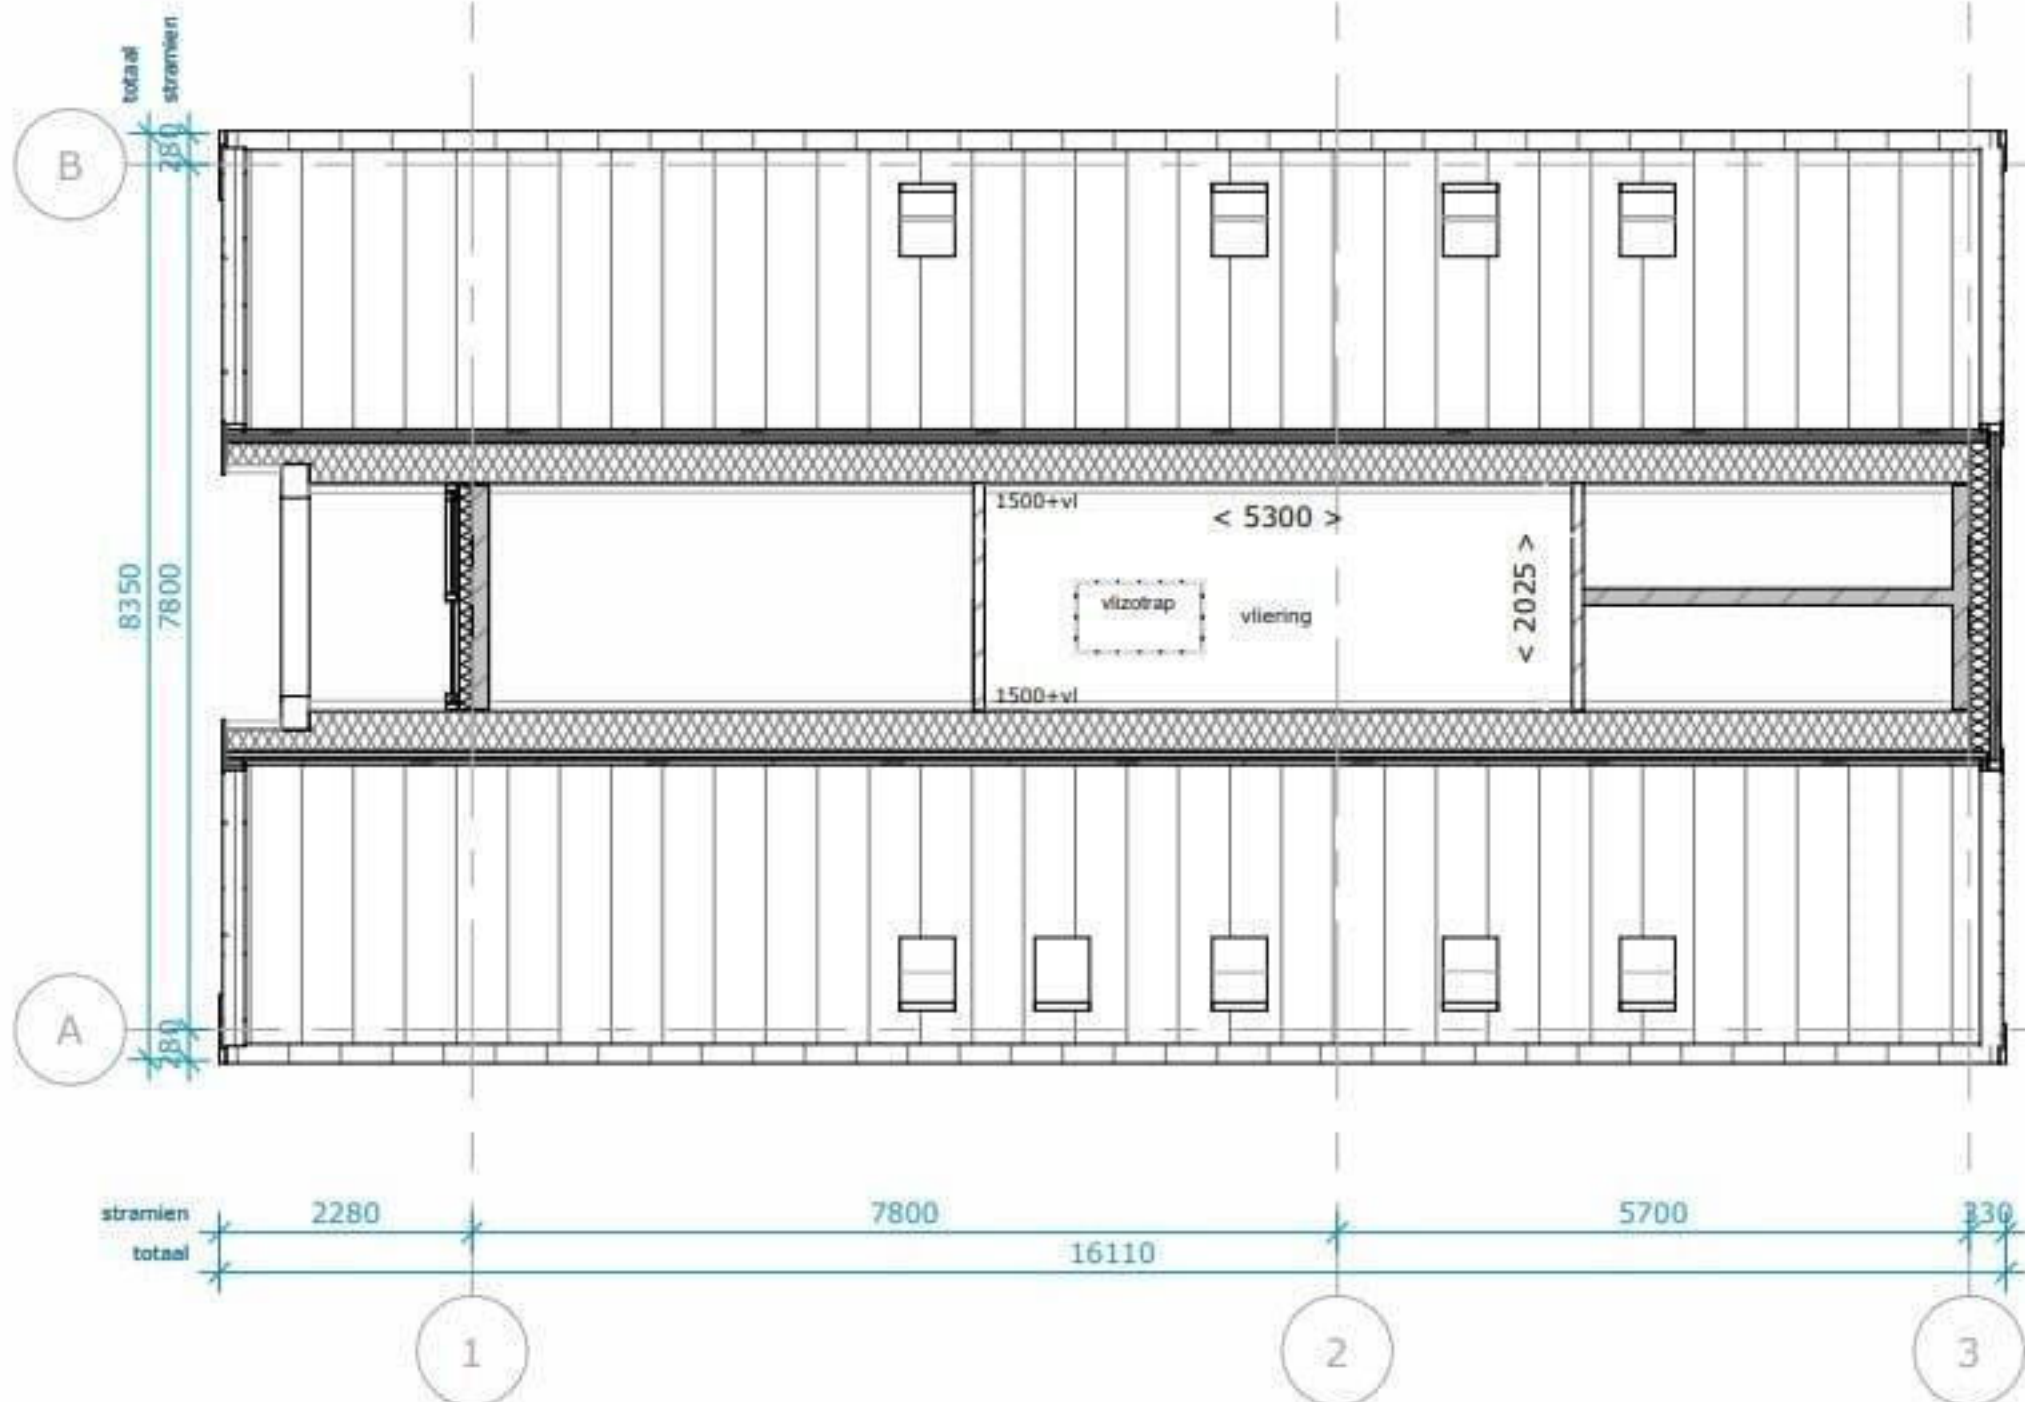 totaal
stramien
B
280
1500+vl
< 5300 >
< 2025 >
vlizotrap
vliering
8350
7800
1500+vl
A
280
stramien
2280
7800
5700
330
totaal
16110
1
2
3